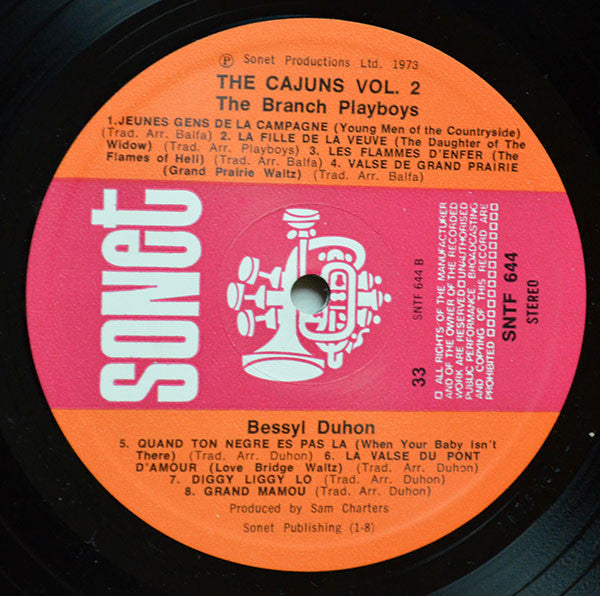 Ⓟ Sonet Productions Ltd. 1973
THE CAJUNS VOL. 2
The Branch Playboys
1.JEUNES GENS DE LA CAMPAGNE (Young Men of the Countryside)
(Trad. Arr. Balfa) 2. LA FILLE DE LA VEUVE (The Daughter of The
Widow) (Trad. Arr. Playboys) 3. LES FLAMMES D'ENFER (The
Flames of Hell) (Trad. Arr. Balfa) 4. VALSE DE GRAND PRAIRIE
(Grand Prairie Waltz) (Trad. Arr. Balfa)
sonet
SNTF 644 B
33
□ ALL RIGHTS OF THE MANUFACTURER
AND OF THE OWNER OF THE RECORDED
WORK ARE RESERVED UNAUTHORISED
PUBLIC PERFORMANCE BROADCASTING
AND COPYING OF THIS RECORD ARE
PROHIBITED □□□□□□□□□□□□
SNTF 644
STEREO
Bessyl Duhon
5. QUAND TON NEGRE ES PAS LA (When Your Baby Isn't
There) (Trad. Arr. Duhon) 6. LA VALSE DU PONT
D'AMOUR (Love Bridge Waltz) (Trad. Arr. Duhon)
7. DIGGY LIGGY LO (Trad. Arr. Duhon)
8. GRAND MAMOU (Trad. Arr. Duhon)
Produced by Sam Charters
Sonet Publishing (1-8)